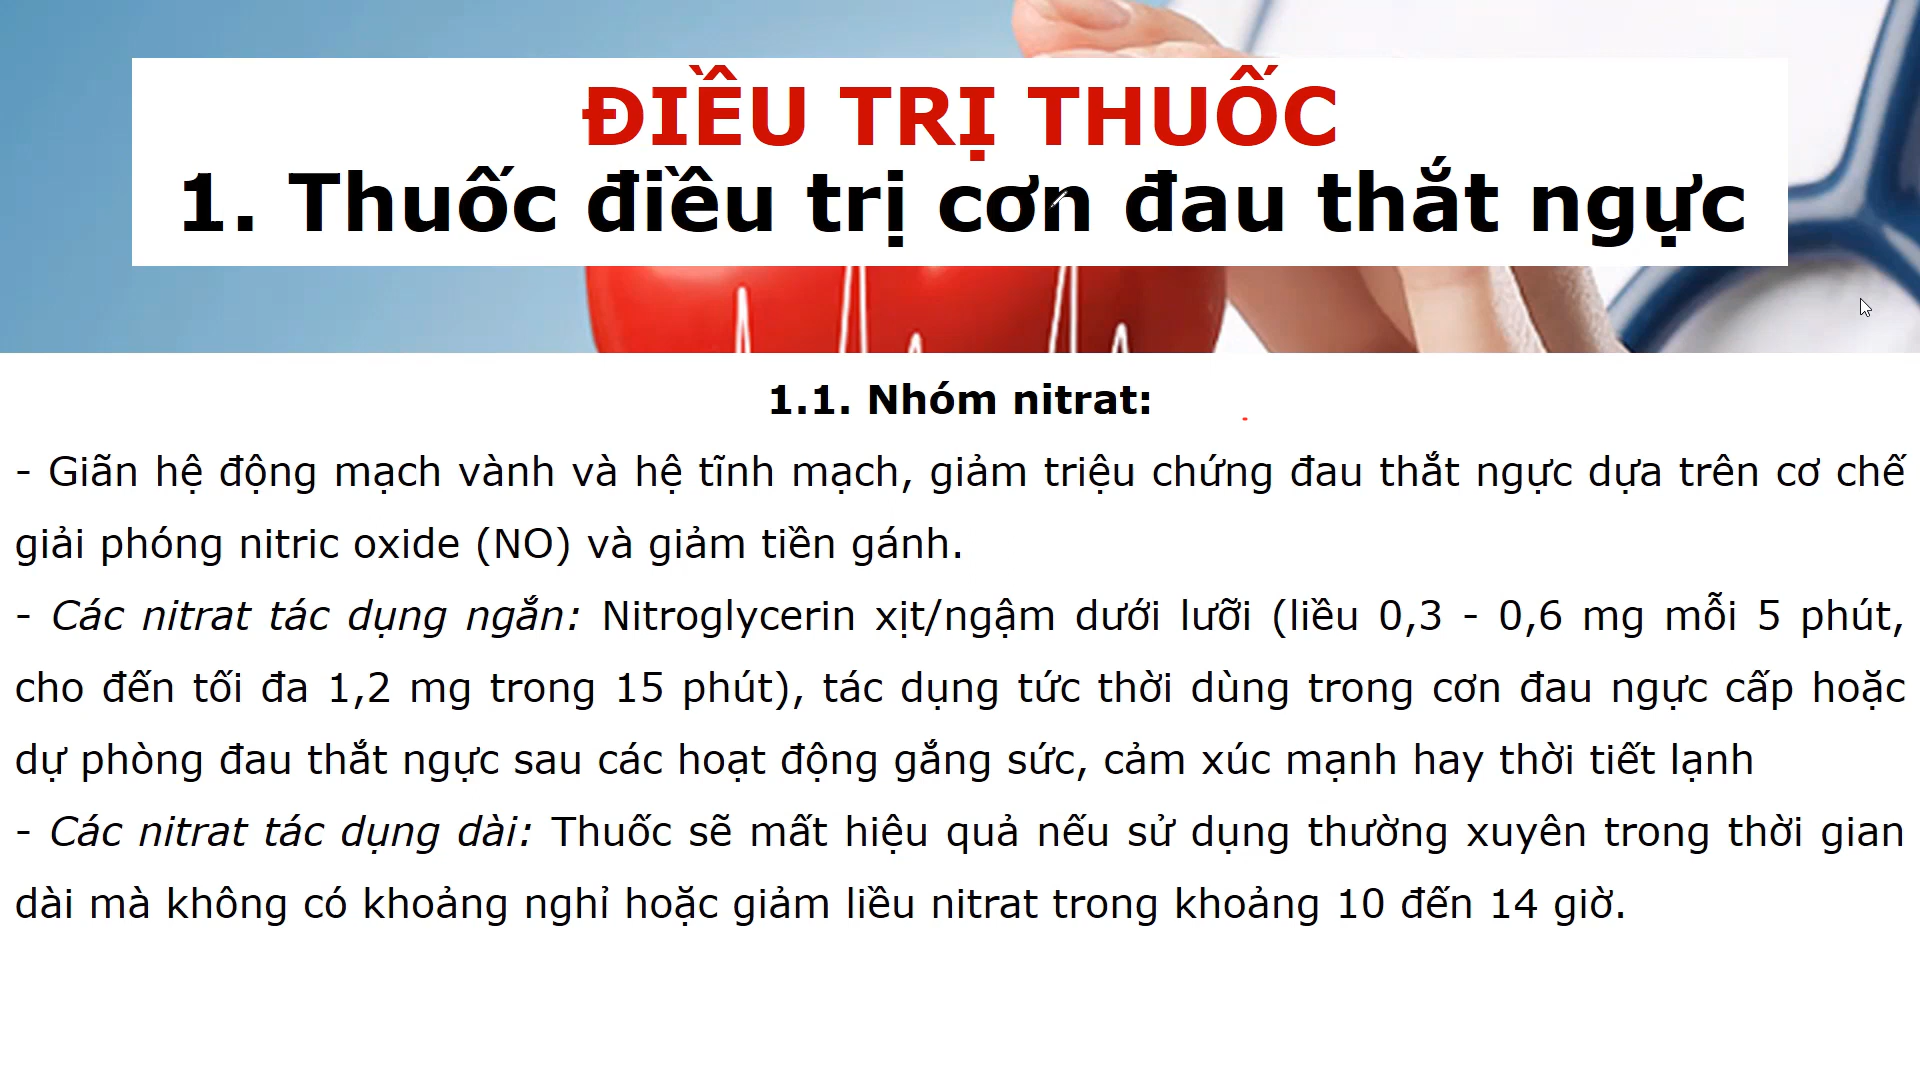 ĐIỀU TRỊ THUỐC
1. Thuốc điều trị cơn đau thắt ngực
1.1. Nhóm nitrat:
- Giãn hệ động mạch vành và hệ tĩnh mạch, giảm triệu chứng đau thắt ngực dựa trên cơ chế
giải phóng nitric oxide (NO) và giảm tiền gánh.
- Các nitrat tác dụng ngắn: Nitroglycerin xịt/ngậm dưới lưỡi (liều 0,3 - 0,6 mg mỗi 5 phút,
cho đến tối đa 1,2 mg trong 15 phút), tác dụng tức thời dùng trong cơn đau ngực cấp hoặc
dự phòng đau thắt ngực sau các hoạt động gắng sức, cảm xúc mạnh hay thời tiết lạnh
- Các nitrat tác dụng dài: Thuốc sẽ mất hiệu quả nếu sử dụng thường xuyên trong thời gian
dài mà không có khoảng nghỉ hoặc giảm liều nitrat trong khoảng 10 đến 14 giờ.